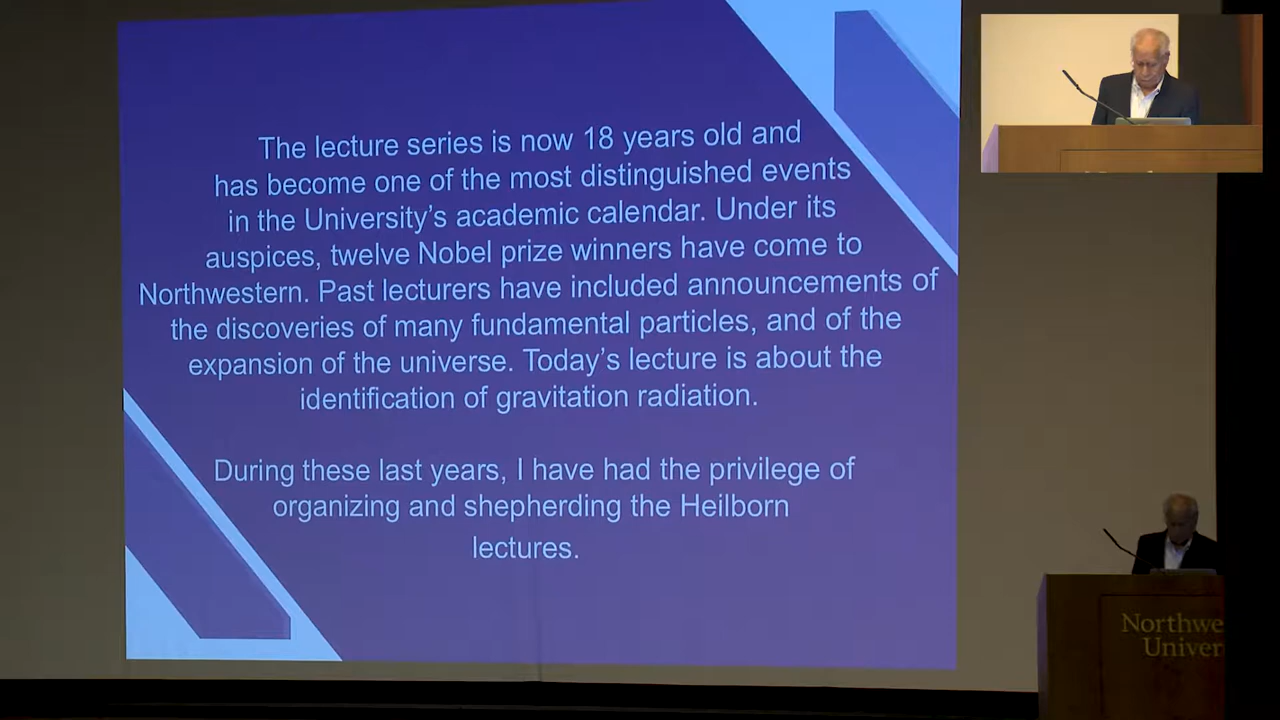 The lecture series is now 18 years old and
has become one of the most distinguished events
in the University's academic calendar. Under its
auspices, twelve Nobel prize winners have come to
Northwestern. Past lecturers have included announcements of
the discoveries of many fundamental particles, and of the
expansion of the universe. Today's lecture is about the
identification of gravitation radiation.
During these last years, I have had the privilege of
organizing and shepherding the Heilborn
lectures.
Northwe
Univer